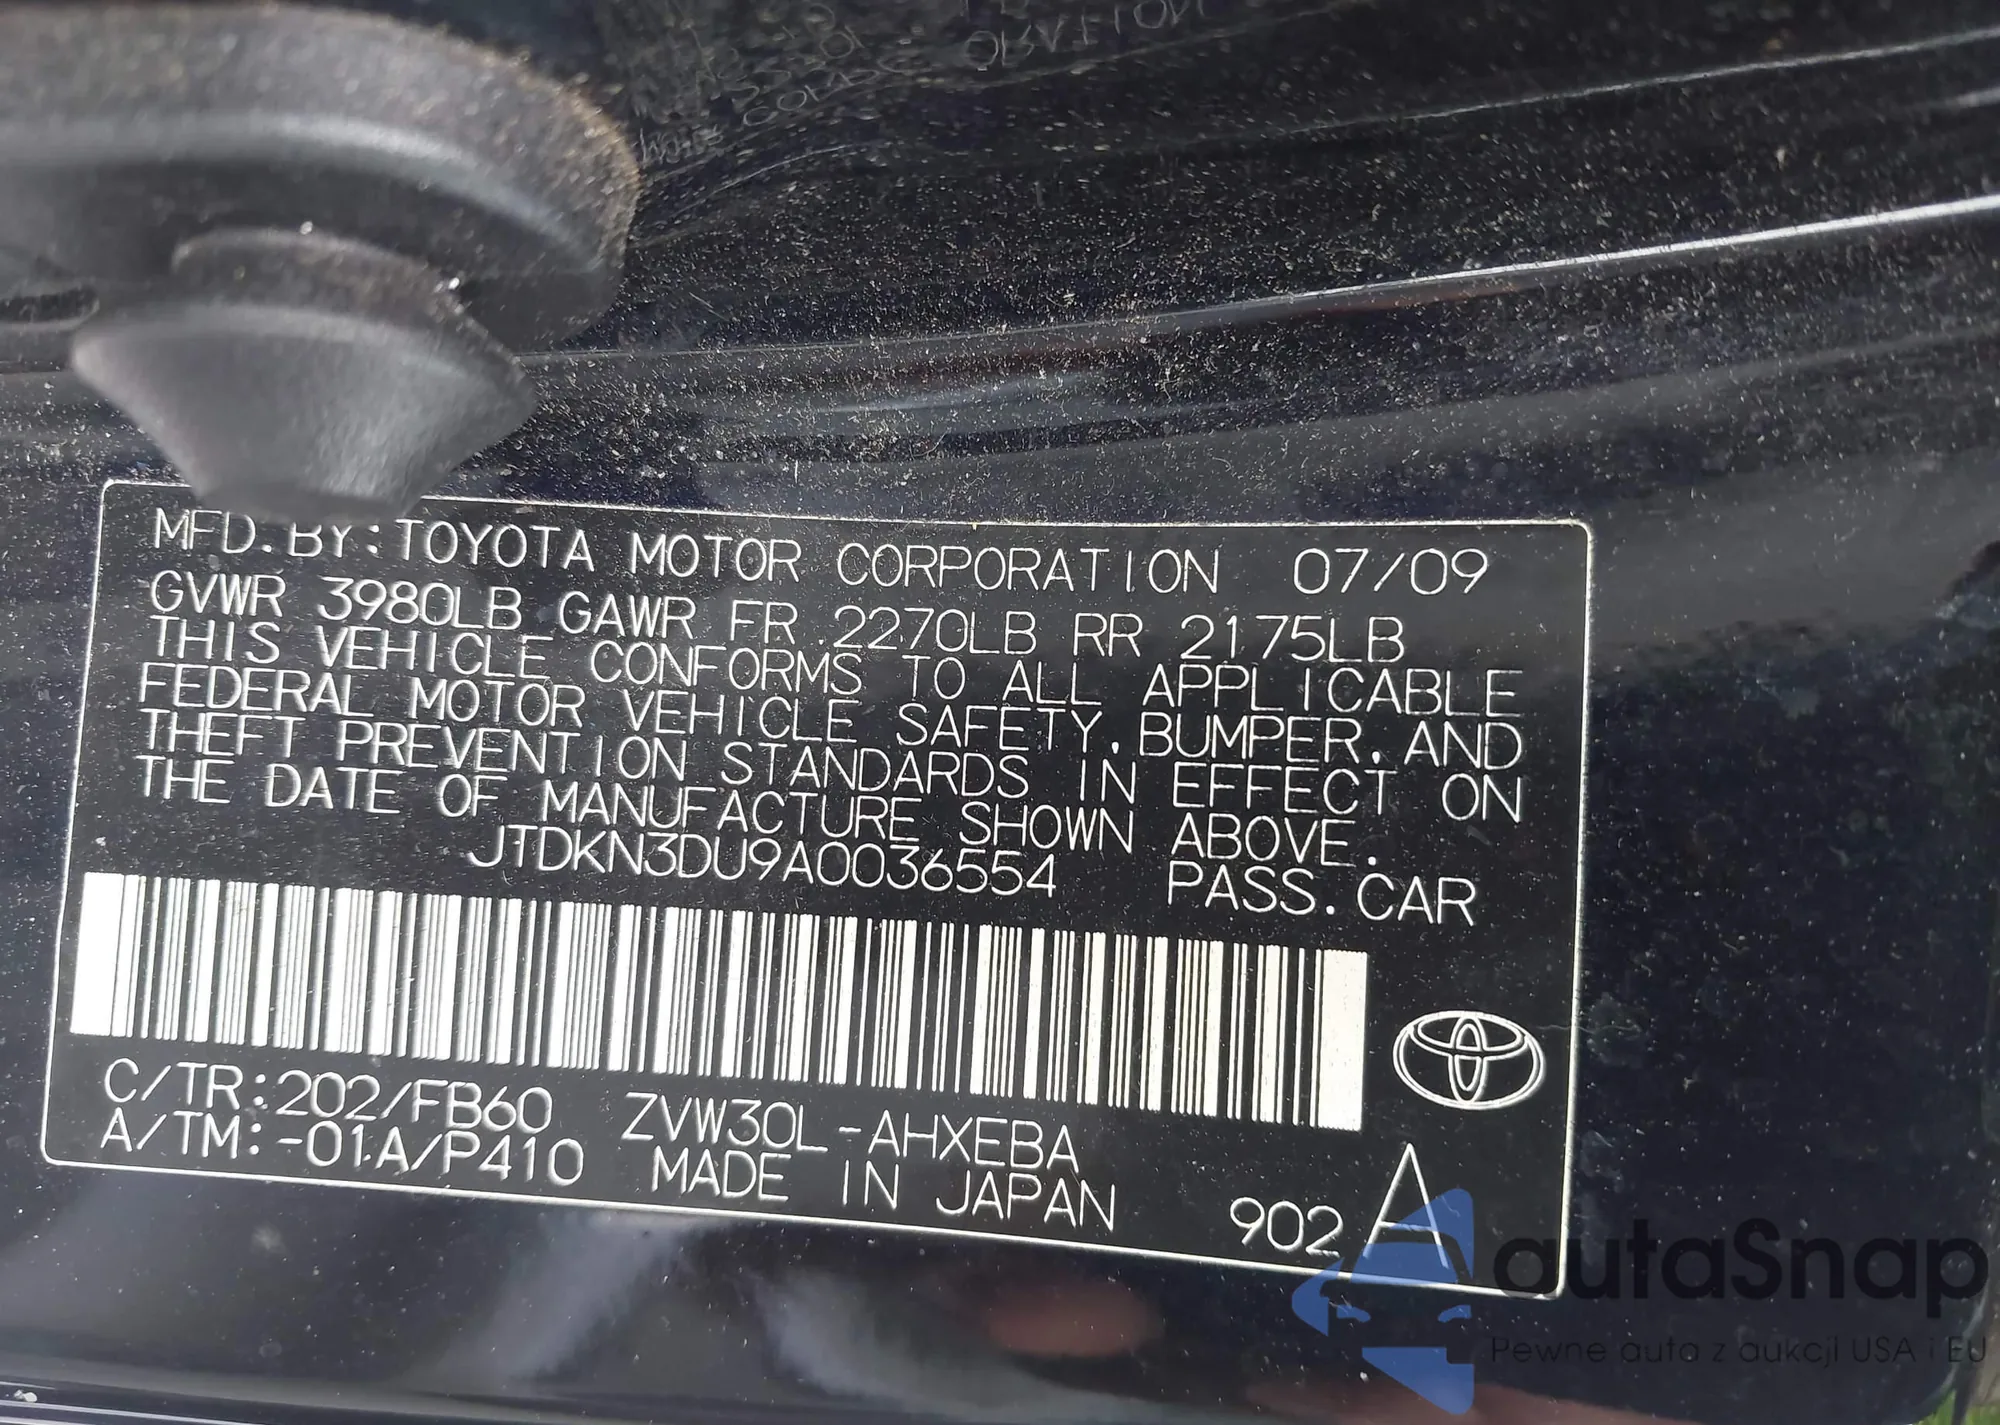 MFD. BY: TOYOTA MOTOR CORPORATION 07/09
GVWR 3980LB GAWR FR 2270LB RR 2175LB
THIS VEHICLE CONFORMS TO ALL APPLICABLE
FEDERAL MOTOR VEHICLE SAFETY, BUMPER, AND
THEFT PREVENTION STANDARDS IN EFFECT ON
THE DATE OF MANUFACTURE SHOWN ABOVE.
JTDKN3DU9A0036554 PASS. CAR
C/TR: 202/FB60 ZVW30L-AHXEBA
A/TM: -01A/P410 MADE IN JAPAN
902 A
autaSnap
Pewne auta z aukcji USA i EU